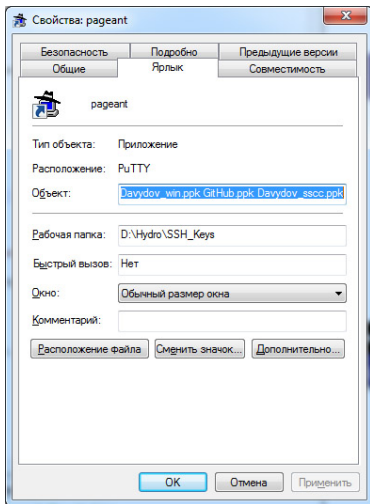 Свойства: pageant
Безопасность Подробно Предыдущие версии
Общие Ярлык Совместимость
pageant
Тип объекта: Приложение
Расположение: PuTTY
Объект: Davydov_win.ppk GitHub.ppk Davydov_sscc.ppk
Рабочая папка: D:\Hydro\SSH_Keys
Быстрый вызов: Нет
Окно: Обычный размер окна
Комментарий:
Расположение файла Сменить значок... Дополнительно...
OK Отмена Применить